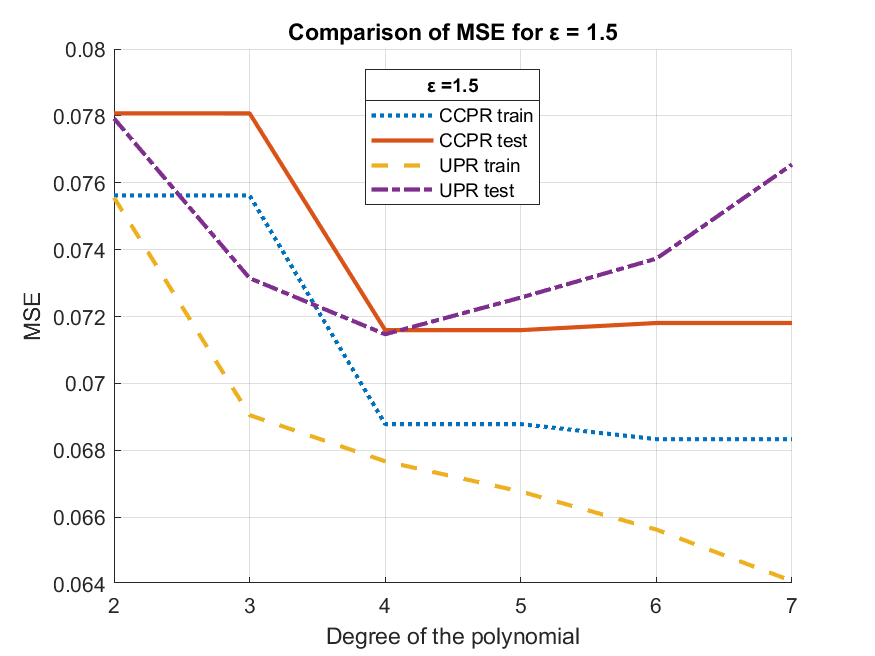 Comparison of MSE for ε = 1.5
0.08
0.078
0.076
0.074
0.072
0.07
0.068
0.066
0.064
MSE
ε =1.5
CCPR train
CCPR test
UPR train
UPR test
2 3 4 5 6 7
Degree of the polynomial